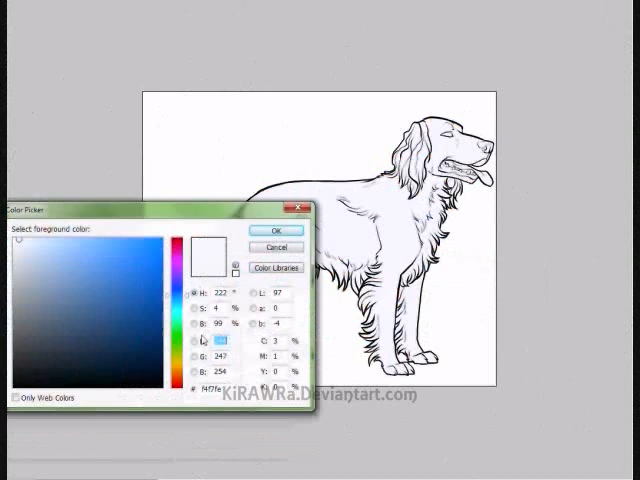 Color Picker
Select foreground color:
OK
Cancel
Color Libraries
H: 222 °
S: 4 %
B: 99 %
G: 247
B: 254
L: 97
a: 0
b: -4
C: 3 %
M: 1 %
Y: 0 %
K: 0 %
# f4f7fe
Only Web Colors
KiRAWRa.Deviantart.com